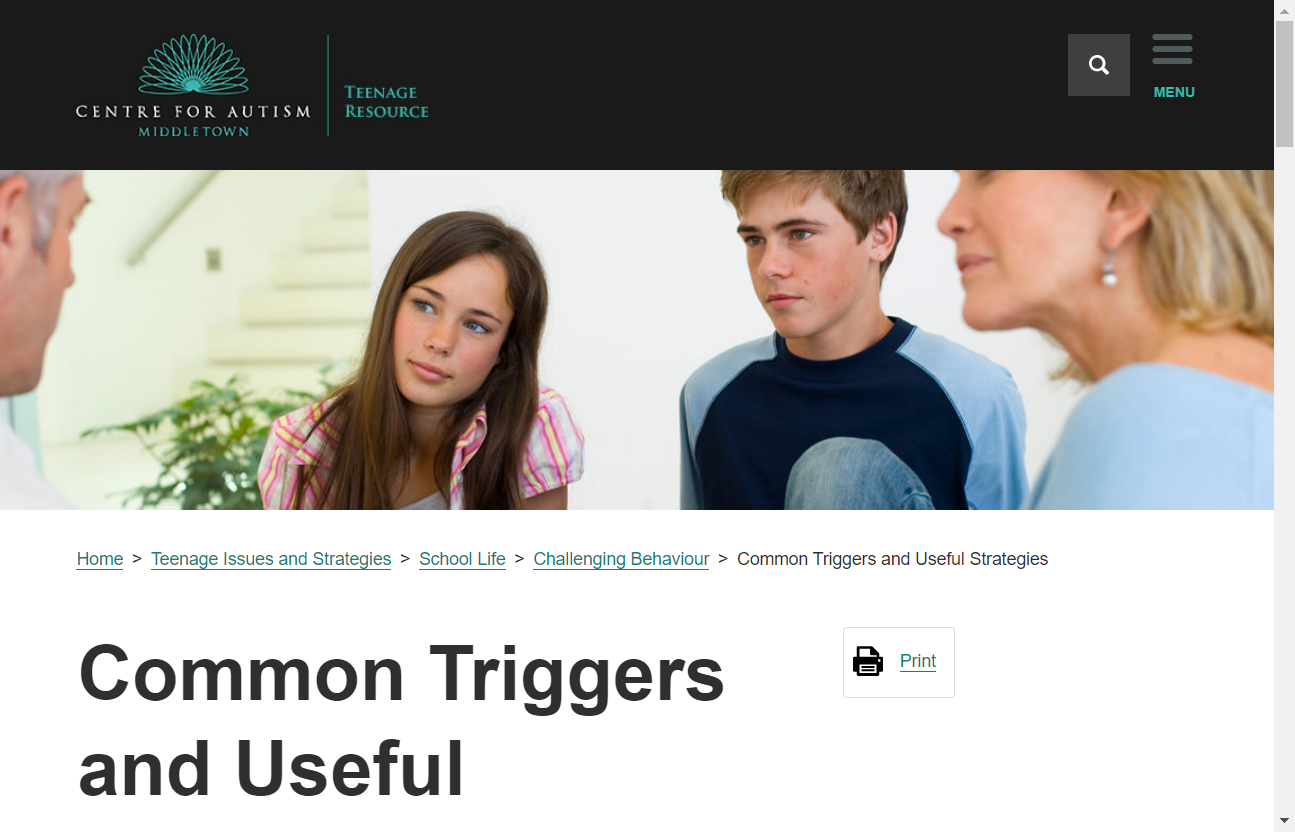 CENTRE FOR AUTISM
MIDDLETOWN
TEENAGE
RESOURCE
MENU
Home > Teenage Issues and Strategies > School Life > Challenging Behaviour > Common Triggers and Useful Strategies
Common Triggers
and Useful
Print